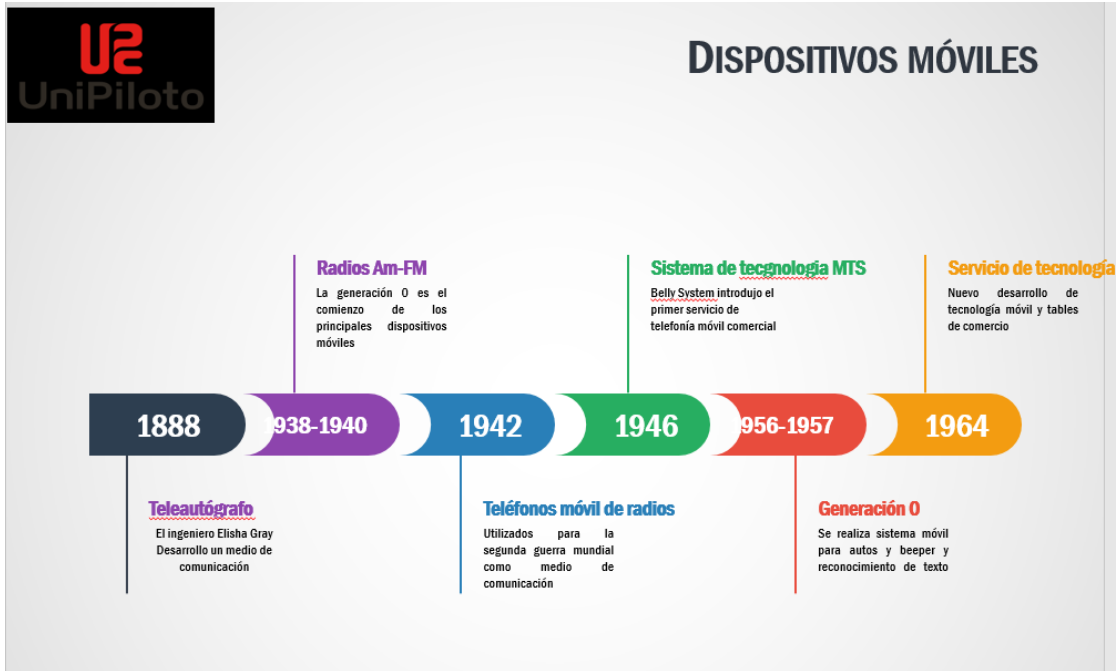 UniPiloto
DISPOSITIVOS MÓVILES
Radios Am-FM
La generación 0 es el
comienzo de los
principales dispositivos
móviles
Sistema de tecgnologia MTS
Belly System introdujo el
primer servicio de
telefonía móvil comercial
Servicio de tecnología
Nuevo desarrollo de
tecnología móvil y tables
de comercio
1888
938-1940
1942
1946
956-1957
1964
Teleautógrafo
El ingeniero Elisha Gray
Desarrollo un medio de
comunicación
Teléfonos móvil de radios
Utilizados para la
segunda guerra mundial
como medio de
comunicación
Generación 0
Se realiza sistema móvil
para autos y beeper y
reconocimiento de texto